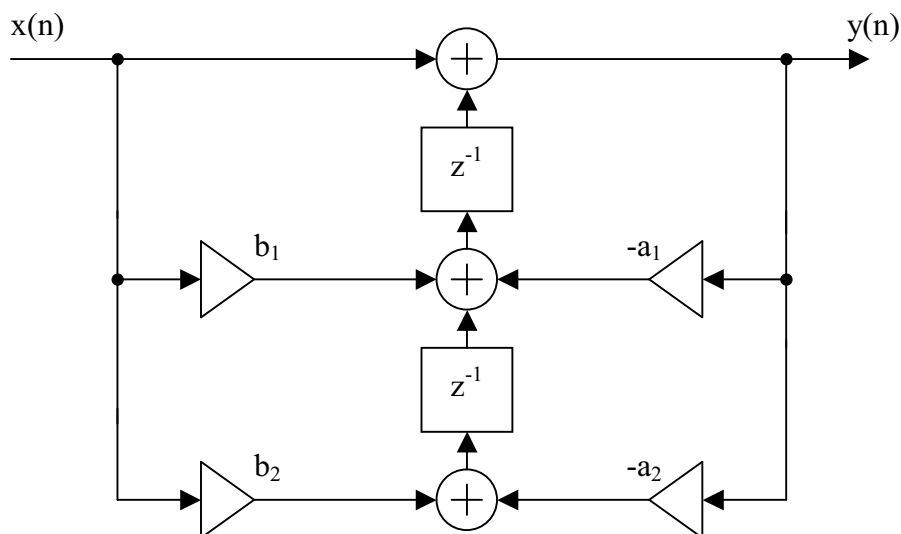 x(n) y(n)
z⁻¹
b₁ -a₁
z⁻¹
b₂ -a₂